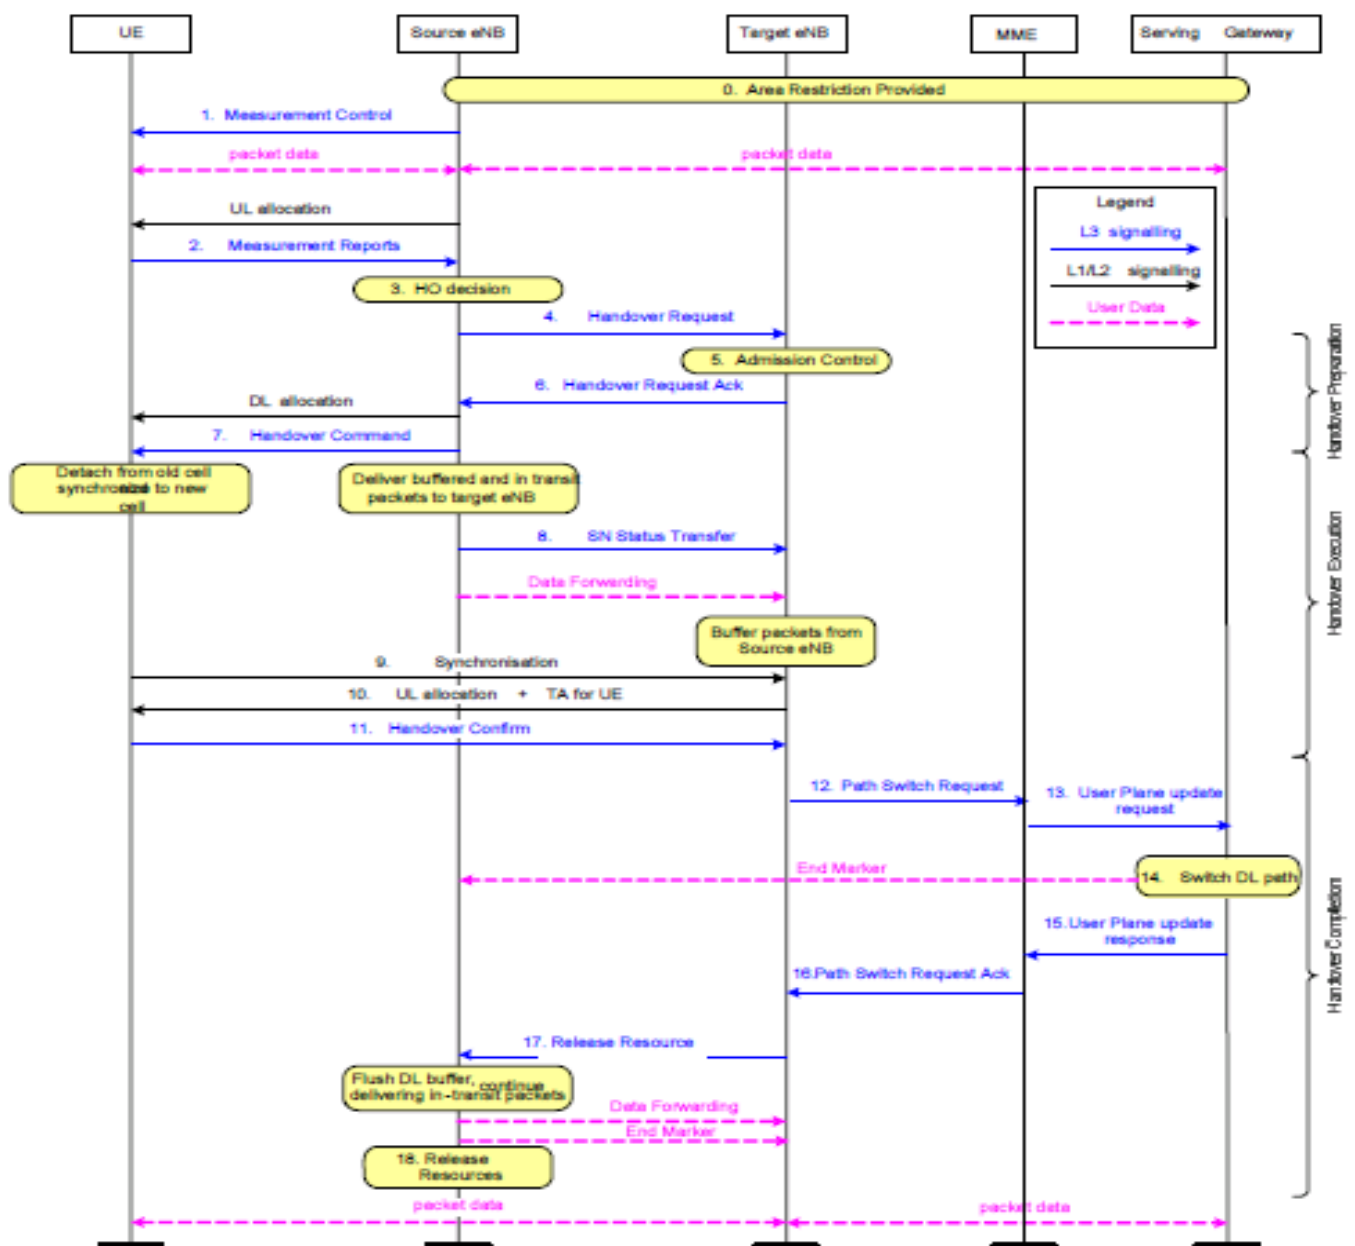 UE
Source eNB
Target eNB
MME
Serving Gateway
0. Area Restriction Provided
1. Measurement Control
packet data
packet data
Legend
UL allocation
L3 signalling
2. Measurement Reports
L1/L2 signalling
3. HO decision
User Data
4. Handover Request
5. Admission Control
6. Handover Request Ack
Handover Preparation
DL allocation
7. Handover Command
Detach from old cell
synchronize to new
cell
Deliver buffered and in transit
packets to target eNB
8. SN Status Transfer
Handover Execution
Data Forwarding
Buffer packets from
Source eNB
9. Synchronisation
10. UL allocation + TA for UE
11. Handover Confirm
12. Path Switch Request
13. User Plane update
request
End Marker
14. Switch DL path
15.User Plane update
response
Handover Completion
16.Path Switch Request Ack
17. Release Resource
Flush DL buffer, continue
delivering in-transit packets
Data Forwarding
End Marker
18. Release
Resources
packet data
packet data